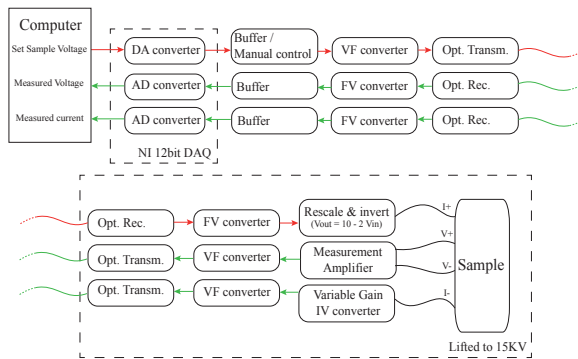 Computer
Set Sample Voltage
DA converter
Buffer /
Manual control
VF converter
Opt. Transm.
Measured Voltage
AD converter
Buffer
FV converter
Opt. Rec.
Measured current
AD converter
Buffer
FV converter
Opt. Rec.
NI 12bit DAQ
Opt. Rec.
FV converter
Rescale & invert
(Vout = 10 - 2 Vin)
I+
Opt. Transm.
VF converter
Measurement
Amplifier
V+
V-
Sample
Opt. Transm.
VF converter
Variable Gain
IV converter
I-
Lifted to 15KV